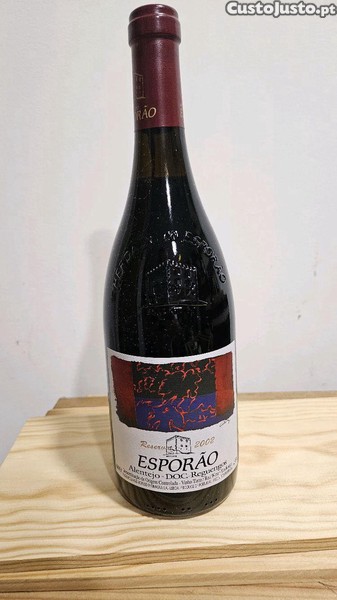 CustoJusto.pt
ESPORÃO
HERDADE DO ESPORÃO
Reserva 2002
ESPORÃO
Alentejo - DOC - Reguengos